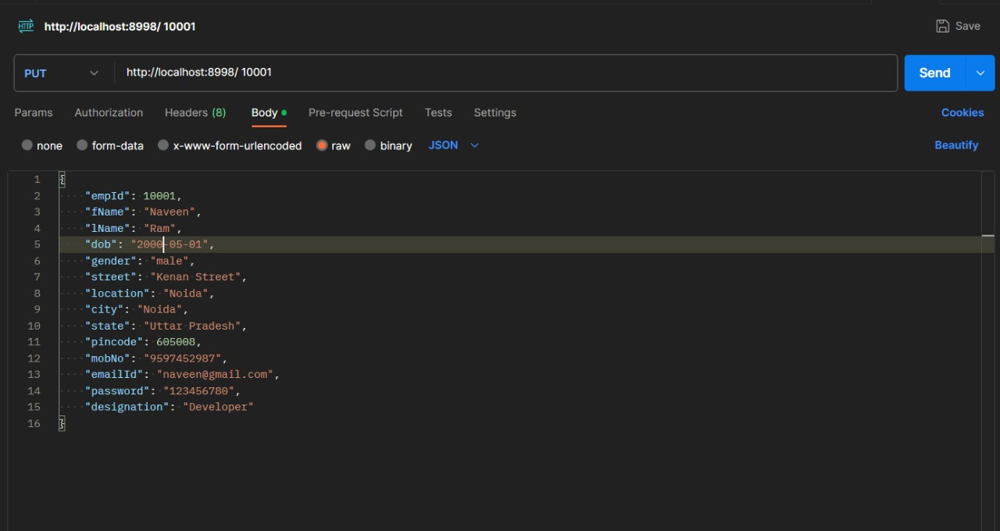 HTTP http://localhost:8998/ 10001 Save
PUT http://localhost:8998/ 10001 Send
Params Authorization Headers (8) Body Pre-request Script Tests Settings Cookies
none form-data x-www-form-urlencoded raw binary JSON Beautify
1 {
2 "empId": 10001,
3 "fName": "Naveen",
4 "lName": "Ram",
5 "dob": "2000-05-01",
6 "gender": "male",
7 "street": "Kenan Street",
8 "location": "Noida",
9 "city": "Noida",
10 "state": "Uttar Pradesh",
11 "pincode": 605008,
12 "mobNo": "9597452987",
13 "emailId": "naveen@gmail.com",
14 "password": "123456780",
15 "designation": "Developer"
16 }